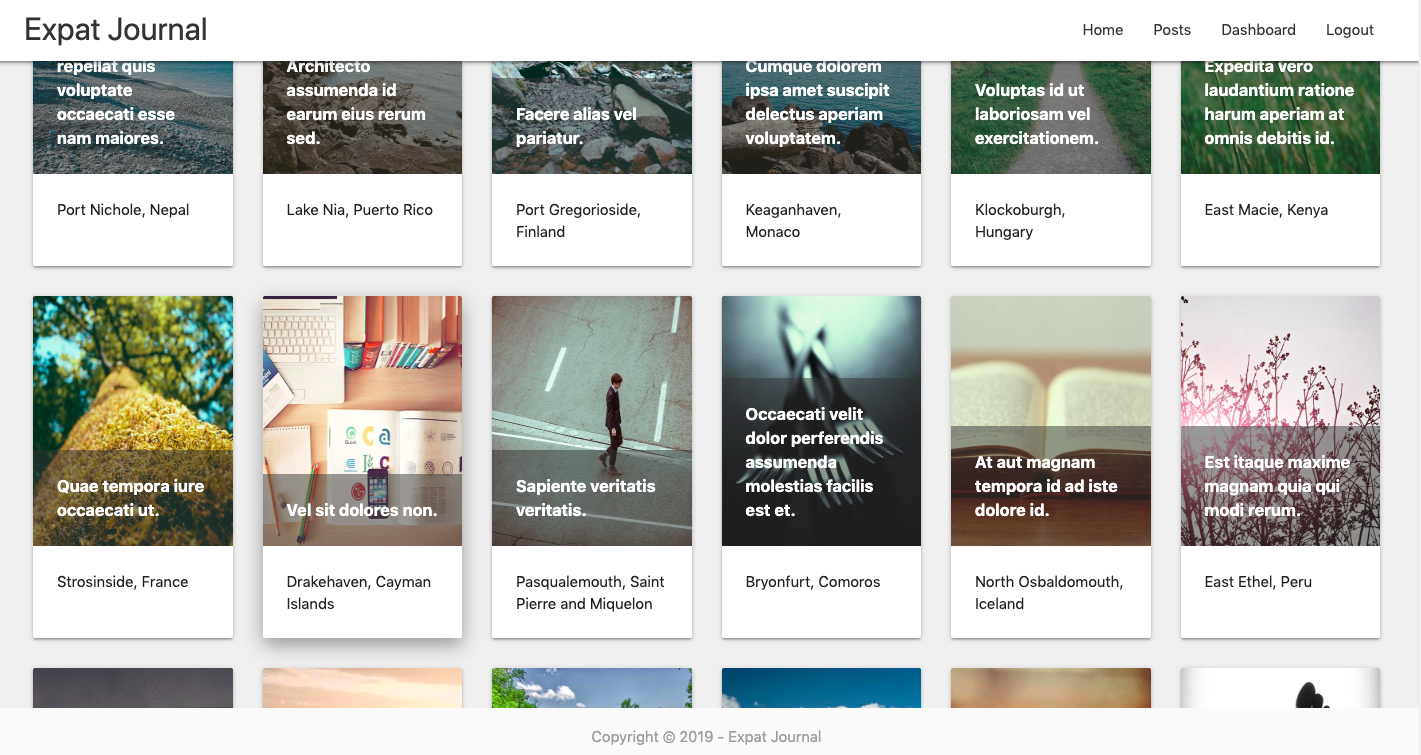 Expat Journal
Home
Posts
Dashboard
Logout
repellat quis
voluptate
occaecati esse
nam maiores.
Architecto
assumenda id
earum eius rerum
sed.
Facere alias vel
pariatur.
Cumque dolorem
ipsa amet suscipit
delectus aperiam
voluptatem.
Voluptas id ut
laboriosam vel
exercitationem.
Expedita vero
laudantium ratione
harum aperiam at
omnis debitis id.
Port Nichole, Nepal
Lake Nia, Puerto Rico
Port Gregorioside,
Finland
Keaganhaven,
Monaco
Klockoburgh,
Hungary
East Macie, Kenya
Quae tempora iure
occaecati ut.
Vel sit dolores non.
Sapiente veritatis
veritatis.
Occaecati velit
dolor perferendis
assumenda
molestias facilis
est et.
At aut magnam
tempora id ad iste
dolore id.
Est itaque maxime
magnam quia qui
modi rerum.
Strosinside, France
Drakehaven, Cayman
Islands
Pasqualemouth, Saint
Pierre and Miquelon
Bryonfurt, Comoros
North Osbaldomouth,
Iceland
East Ethel, Peru
Copyright © 2019 - Expat Journal